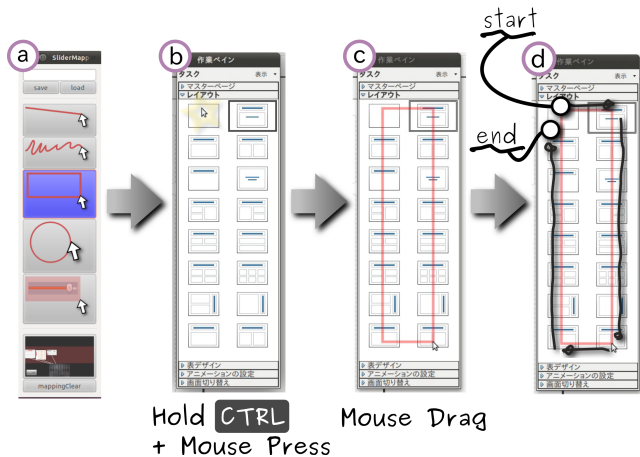 a
SliderMapp
save
load
mappingClear
b
作業ペイン
タスク
表示
マスターページ
レイアウト
表デザイン
アニメーションの設定
画面切り替え
Hold CTRL
+ Mouse Press
c
作業ペイン
タスク
表示
マスターページ
レイアウト
表デザイン
アニメーションの設定
画面切り替え
Mouse Drag
start
end
d
作業ペイン
タスク
表示
マスターページ
レイアウト
表デザイン
アニメーションの設定
画面切り替え